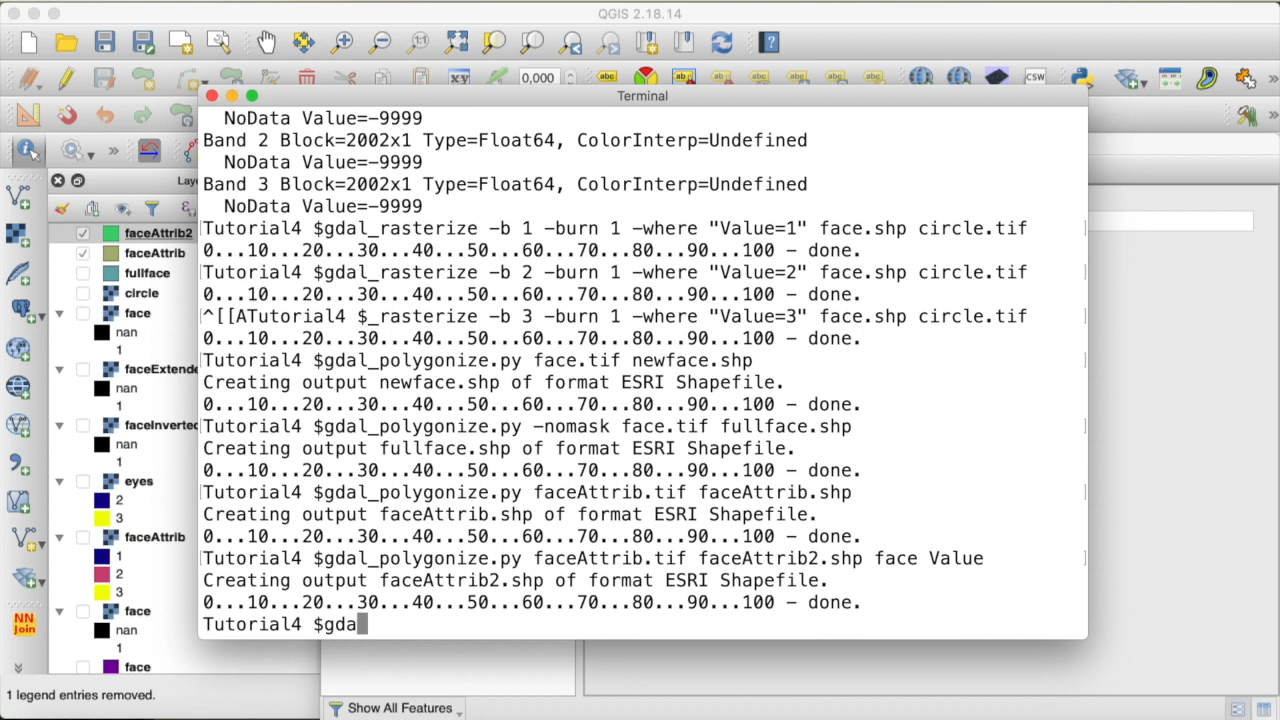 QGIS 2.18.14
1:1
x,y
0,000
abc
ab
abc
abc
abc
abc
abc
CSW
Terminal
NoData Value=-9999
Band 2 Block=2002x1 Type=Float64, ColorInterp=Undefined
NoData Value=-9999
Band 3 Block=2002x1 Type=Float64, ColorInterp=Undefined
NoData Value=-9999
Tutorial4 $gdal_rasterize -b 1 -burn 1 -where "Value=1" face.shp circle.tif
0...10...20...30...40...50...60...70...80...90...100 - done.
Tutorial4 $gdal_rasterize -b 2 -burn 1 -where "Value=2" face.shp circle.tif
0...10...20...30...40...50...60...70...80...90...100 - done.
^[[ATutorial4 $_rasterize -b 3 -burn 1 -where "Value=3" face.shp circle.tif
0...10...20...30...40...50...60...70...80...90...100 - done.
Tutorial4 $gdal_polygonize.py face.tif newface.shp
Creating output newface.shp of format ESRI Shapefile.
0...10...20...30...40...50...60...70...80...90...100 - done.
Tutorial4 $gdal_polygonize.py -nomask face.tif fullface.shp
Creating output fullface.shp of format ESRI Shapefile.
0...10...20...30...40...50...60...70...80...90...100 - done.
Tutorial4 $gdal_polygonize.py faceAttrib.tif faceAttrib.shp
Creating output faceAttrib.shp of format ESRI Shapefile.
0...10...20...30...40...50...60...70...80...90...100 - done.
Tutorial4 $gdal_polygonize.py faceAttrib.tif faceAttrib2.shp face Value
Creating output faceAttrib2.shp of format ESRI Shapefile.
0...10...20...30...40...50...60...70...80...90...100 - done.
Tutorial4 $gda
Laye
faceAttrib2
faceAttrib
fullface
circle
face
nan
1
faceExtende
nan
1
faceInverted
nan
1
eyes
2
3
faceAttrib
1
2
3
face
nan
1
face
NN
Join
1 legend entries removed.
Show All Features